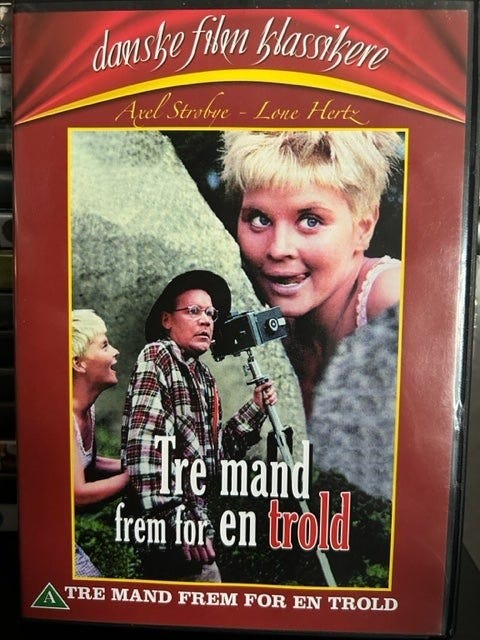 danske film klassikere
Axel Strøbye - Lone Hertz
Tre mand
frem for en trold
A TRE MAND FREM FOR EN TROLD